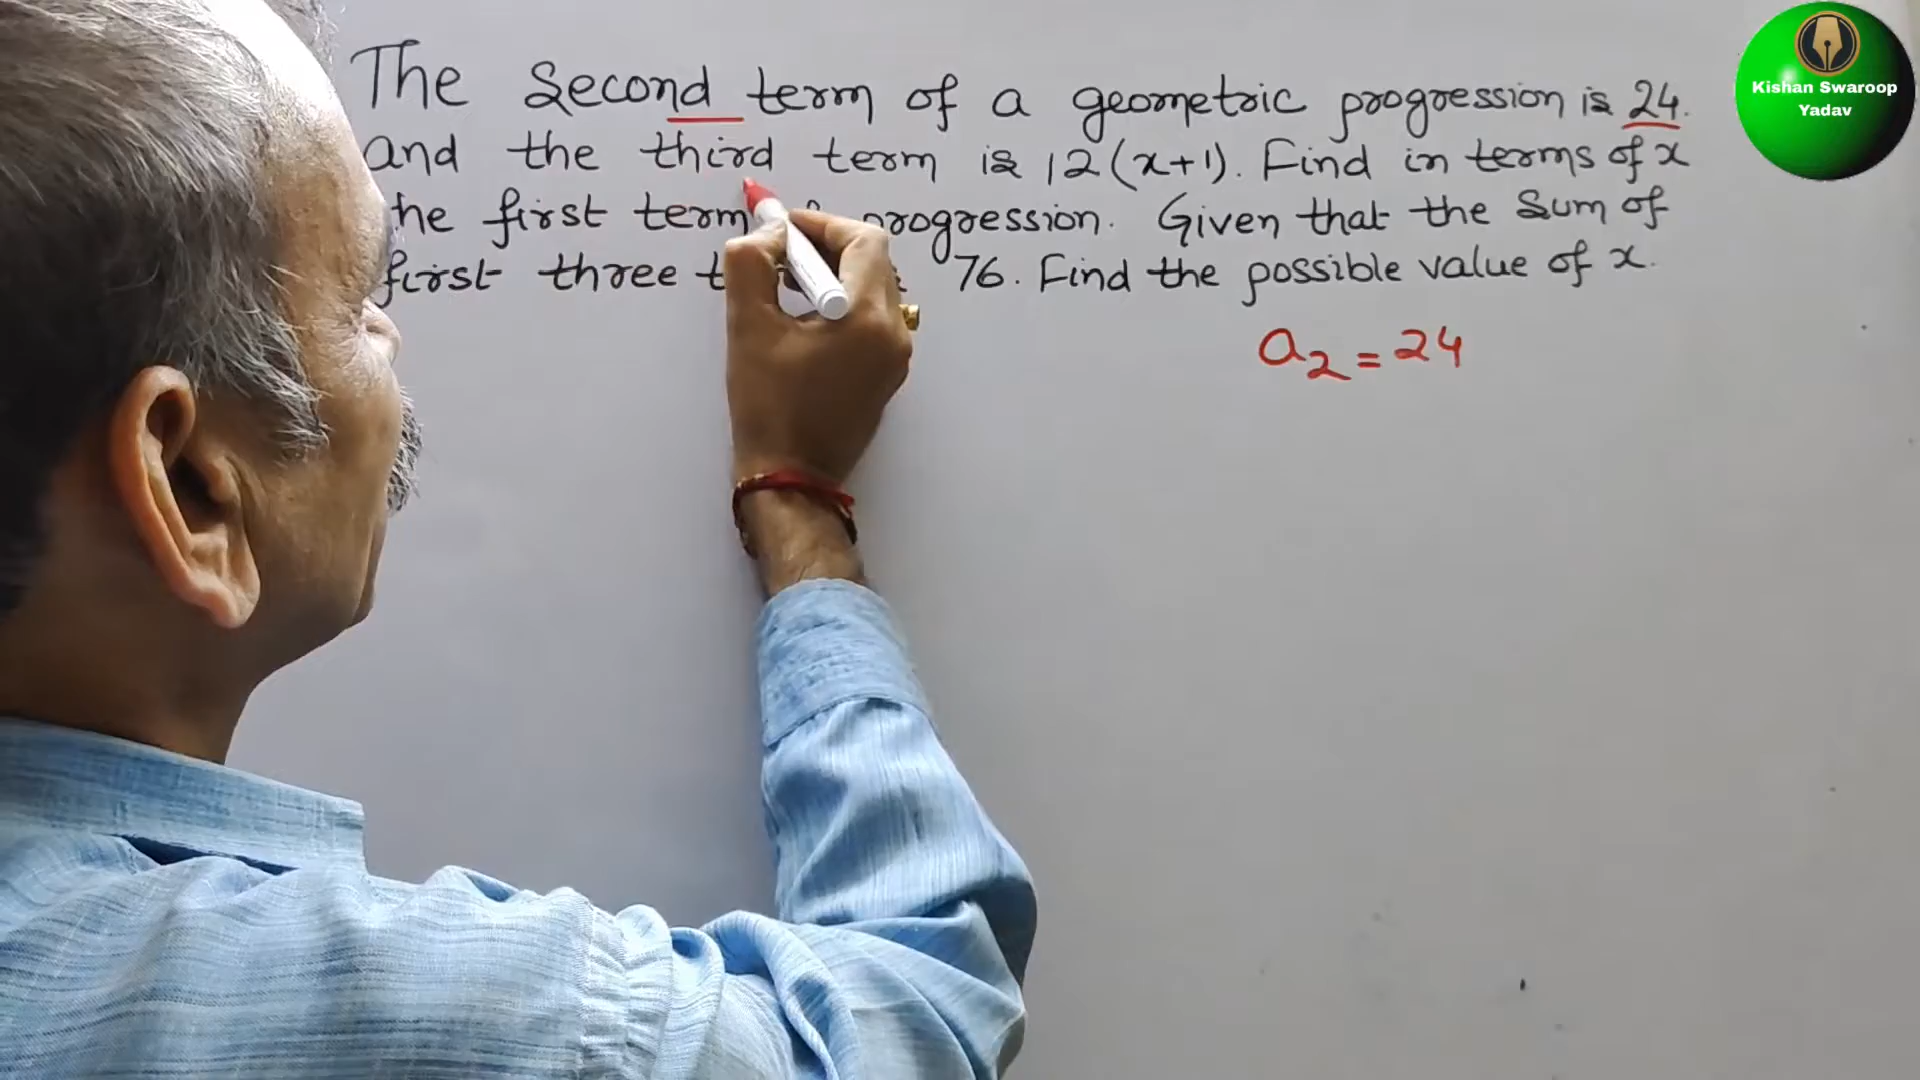 The second term of a geometric progression is 24.
and the third term is 12(x+1). Find in terms of x
he first term progression. Given that the sum of
first three 76. Find the possible value of x.
a₂ = 24
Kishan Swaroop
Yadav